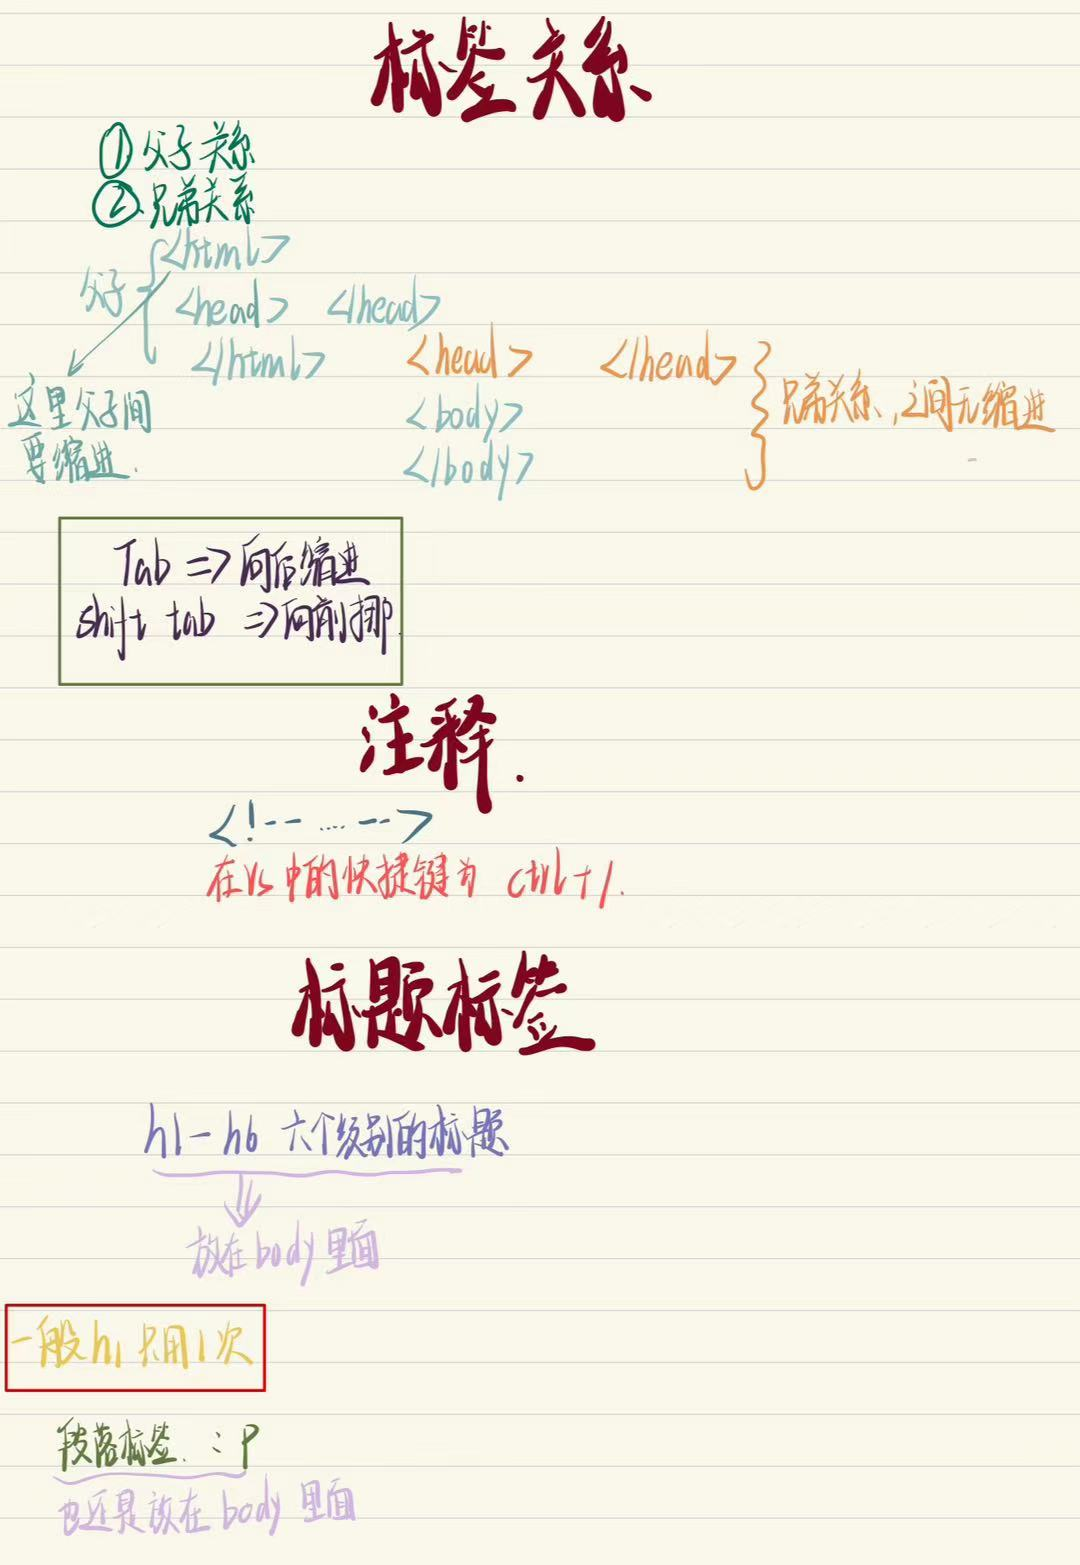 标签关系
①父子关系
②兄弟关系
<html>
父子
<head> </head>
</html>
这里父子间
要缩进.
<head> </head>
<body>
</body>
兄弟关系,之间无缩进
Tab => 向后缩进
shift tab => 向前挪.
注释.
<!-- .... -->
在VS中的快捷键为 ctrl+/.
标题标签
h1-h6 六个级别的标题
放在body里面
一般h1只用1次
段落标签.:P
也还是放在body里面